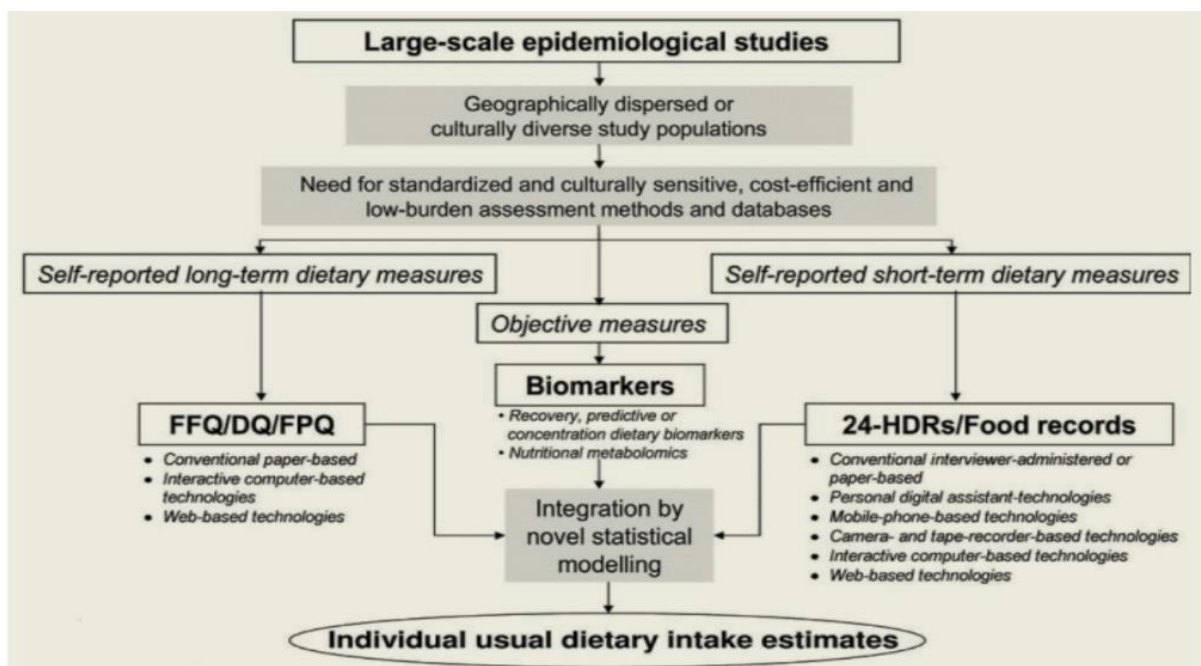 Large-scale epidemiological studies
Geographically dispersed or
culturally diverse study populations
Need for standardized and culturally sensitive, cost-efficient and
low-burden assessment methods and databases
Self-reported long-term dietary measures
Self-reported short-term dietary measures
Objective measures
Biomarkers
• Recovery, predictive or
concentration dietary biomarkers
• Nutritional metabolomics
FFQ/DQ/FPQ
• Conventional paper-based
• Interactive computer-based
technologies
• Web-based technologies
24-HDRs/Food records
• Conventional interviewer-administered or
paper-based
• Personal digital assistant-technologies
• Mobile-phone-based technologies
• Camera- and tape-recorder-based technologies
• Interactive computer-based technologies
• Web-based technologies
Integration by
novel statistical
modelling
Individual usual dietary intake estimates